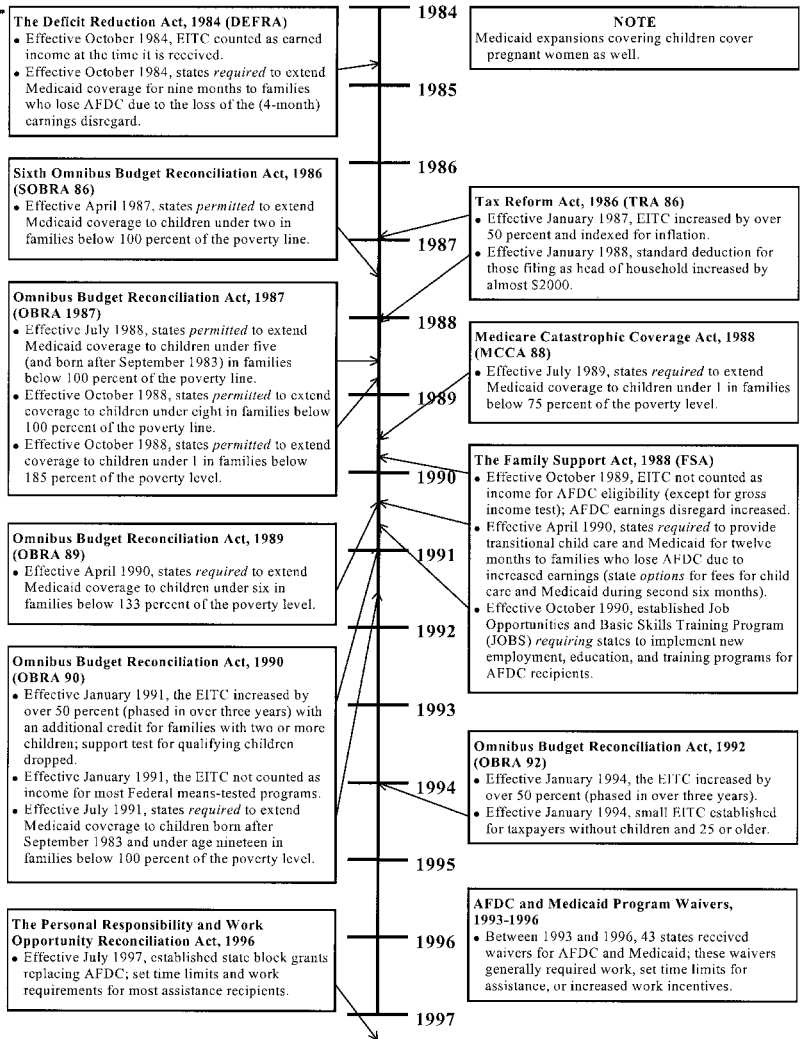 The Deficit Reduction Act, 1984 (DEFRA)
• Effective October 1984, EITC counted as earned
income at the time it is received.
• Effective October 1984, states required to extend
Medicaid coverage for nine months to families
who lose AFDC due to the loss of the (4-month)
earnings disregard.
Sixth Omnibus Budget Reconciliation Act, 1986
(SOBRA 86)
• Effective April 1987, states permitted to extend
Medicaid coverage to children under two in
families below 100 percent of the poverty line.
Omnibus Budget Reconciliation Act, 1987
(OBRA 1987)
• Effective July 1988, states permitted to extend
Medicaid coverage to children under five
(and born after September 1983) in families
below 100 percent of the poverty line.
• Effective October 1988, states permitted to extend
coverage to children under eight in families below
100 percent of the poverty line.
• Effective October 1988, states permitted to extend
coverage to children under 1 in families below
185 percent of the poverty level.
Omnibus Budget Reconciliation Act, 1989
(OBRA 89)
• Effective April 1990, states required to extend
Medicaid coverage to children under six in
families below 133 percent of the poverty level.
Omnibus Budget Reconciliation Act, 1990
(OBRA 90)
• Effective January 1991, the EITC increased by
over 50 percent (phased in over three years) with
an additional credit for families with two or more
children; support test for qualifying children
dropped.
• Effective January 1991, the EITC not counted as
income for most Federal means-tested programs.
• Effective July 1991, states required to extend
Medicaid coverage to children born after
September 1983 and under age nineteen in
families below 100 percent of the poverty level.
The Personal Responsibility and Work
Opportunity Reconciliation Act, 1996
• Effective July 1997, established state block grants
replacing AFDC; set time limits and work
requirements for most assistance recipients.
1984
1985
1986
1987
1988
1989
1990
1991
1992
1993
1994
1995
1996
1997
NOTE
Medicaid expansions covering children cover
pregnant women as well.
Tax Reform Act, 1986 (TRA 86)
• Effective January 1987, EITC increased by over
50 percent and indexed for inflation.
• Effective January 1988, standard deduction for
those filing as head of household increased by
almost $2000.
Medicare Catastrophic Coverage Act, 1988
(MCCA 88)
• Effective July 1989, states required to extend
Medicaid coverage to children under 1 in families
below 75 percent of the poverty level.
The Family Support Act, 1988 (FSA)
• Effective October 1989, EITC not counted as
income for AFDC eligibility (except for gross
income test); AFDC earnings disregard increased.
• Effective April 1990, states required to provide
transitional child care and Medicaid for twelve
months to families who lose AFDC due to
increased earnings (state options for fees for child
care and Medicaid during second six months).
• Effective October 1990, established Job
Opportunities and Basic Skills Training Program
(JOBS) requiring states to implement new
employment, education, and training programs for
AFDC recipients.
Omnibus Budget Reconciliation Act, 1992
(OBRA 92)
• Effective January 1994, the EITC increased by
over 50 percent (phased in over three years).
• Effective January 1994, small EITC established
for taxpayers without children and 25 or older.
AFDC and Medicaid Program Waivers,
1993-1996
• Between 1993 and 1996, 43 states received
waivers for AFDC and Medicaid; these waivers
generally required work, set time limits for
assistance, or increased work incentives.